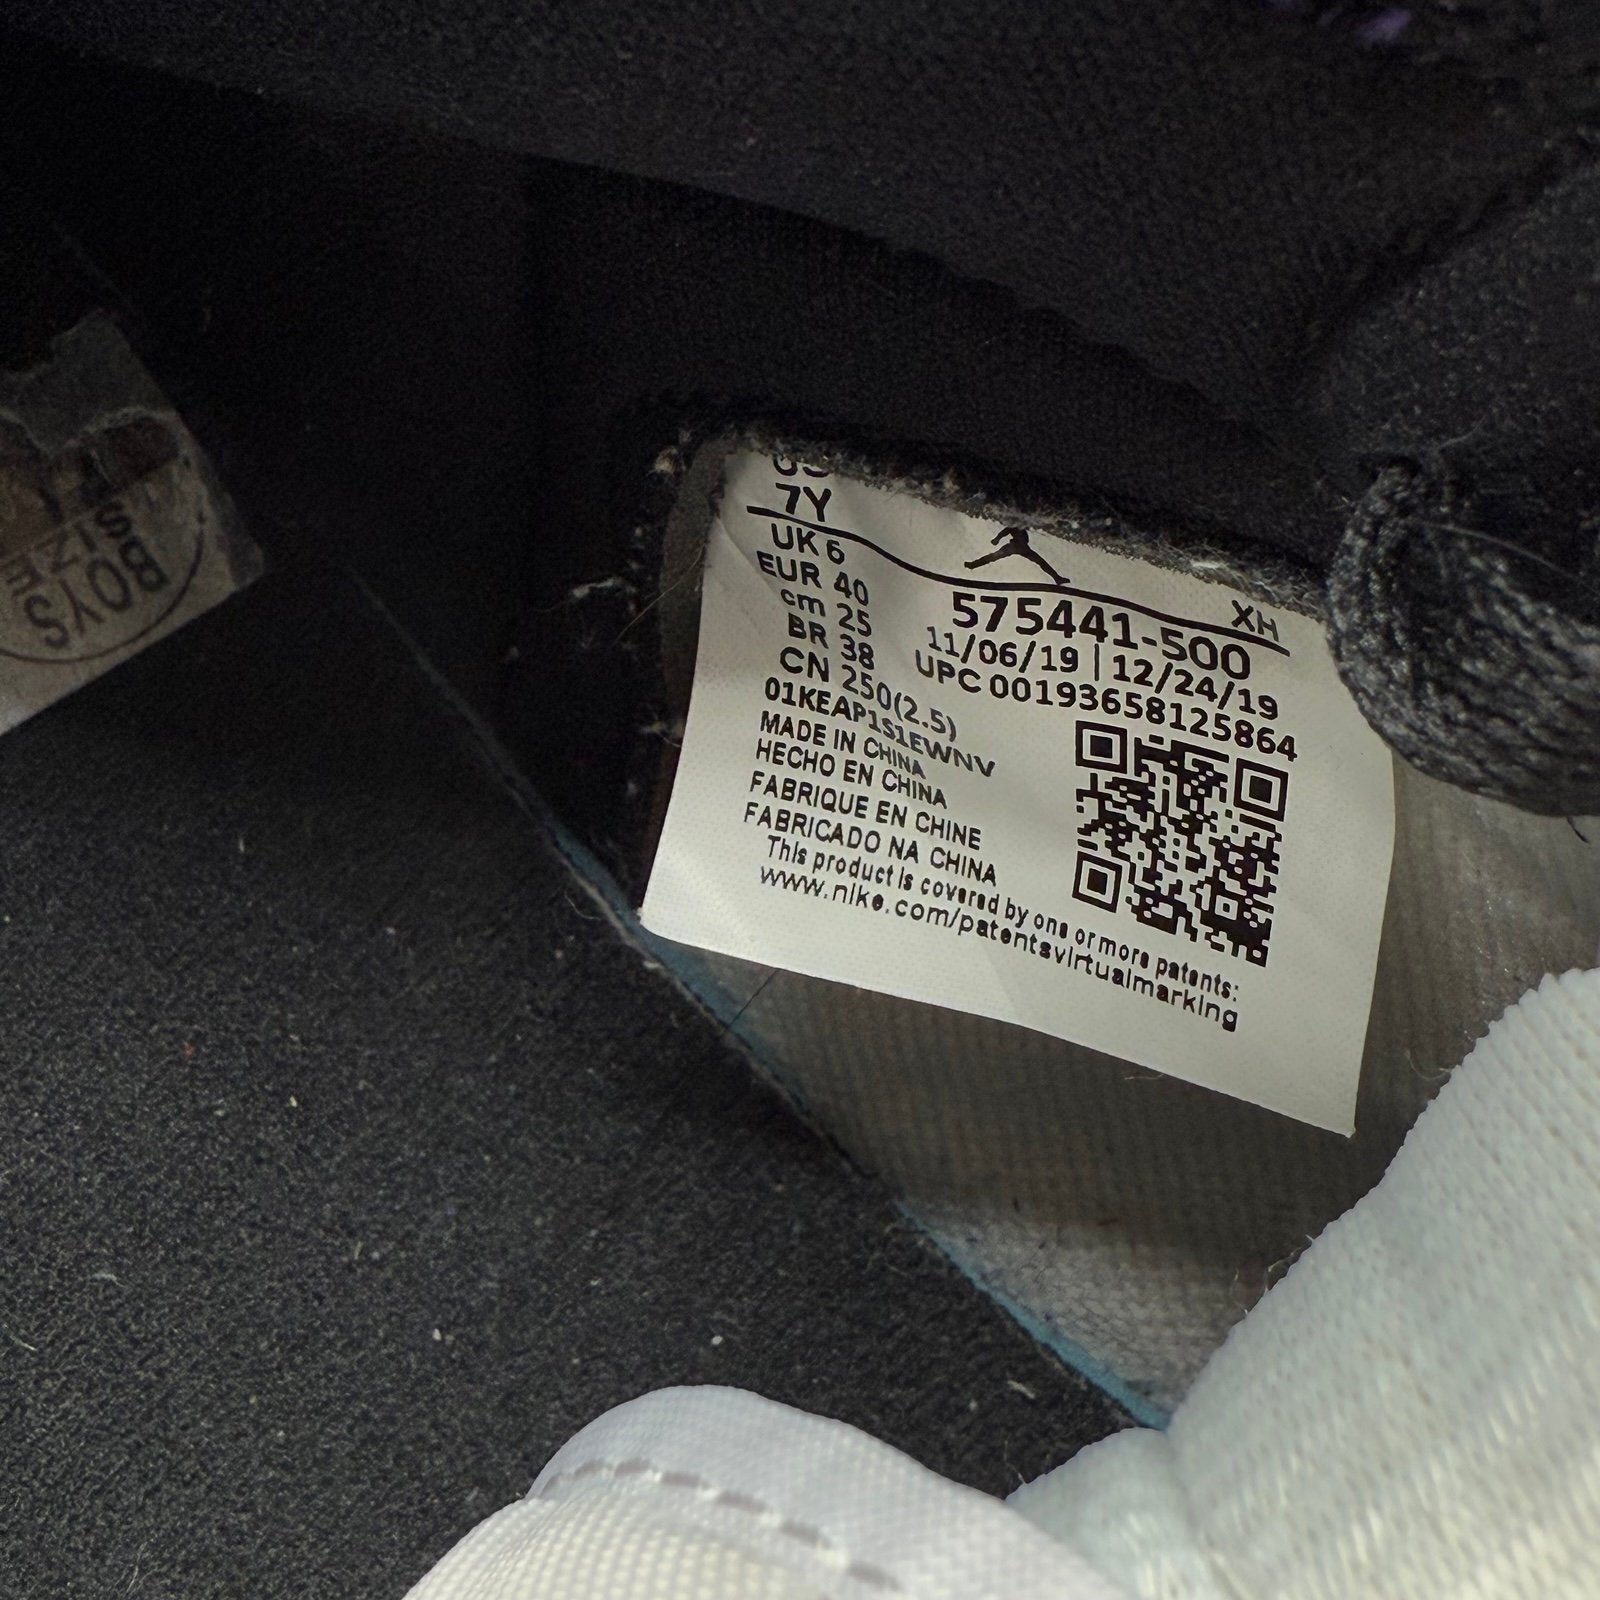 7Y
UK 6
EUR 40
cm 25
BR 38
CN 250(2.5)
01KEAP1S1EWNV
MADE IN CHINA
HECHO EN CHINA
FABRIQUE EN CHINE
FABRICADO NA CHINA
This product is covered by one or more patents:
www.nike.com/patentsvirtualmarking
XH
575441-500
11/06/19 | 12/24/19
UPC 00193658125864
BOYS
SIZE